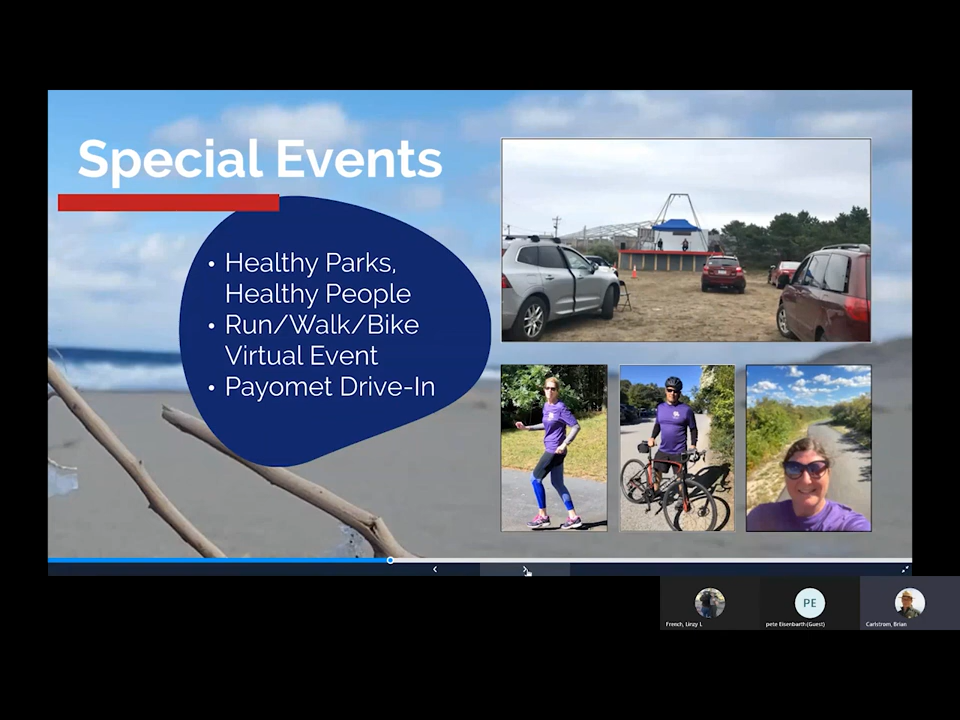 Special Events
• Healthy Parks,
Healthy People
• Run/Walk/Bike
Virtual Event
• Payomet Drive-In
PE
French, Linzy L
pete Eisenbarth (Guest)
Carlstrom, Brian